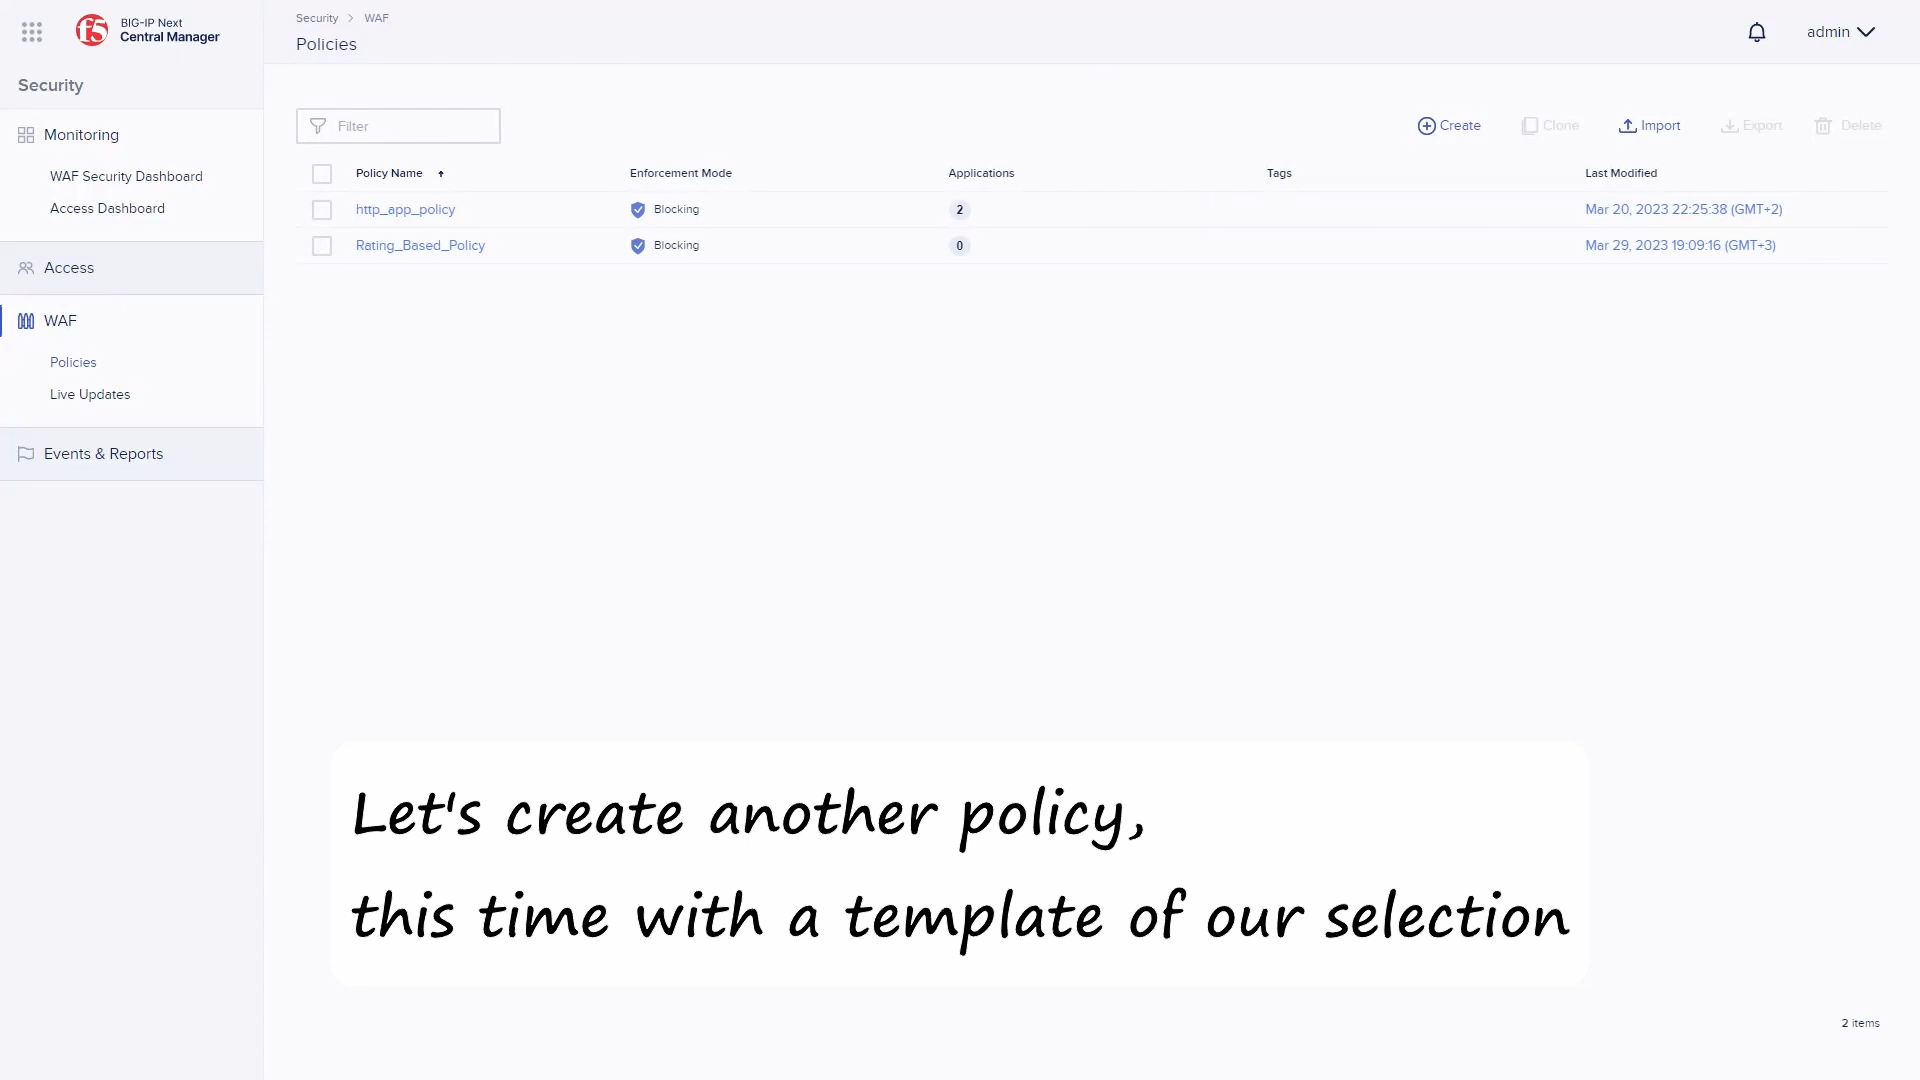 BIG-IP Next
Central Manager
Security
Monitoring
WAF Security Dashboard
Access Dashboard
Access
WAF
Policies
Live Updates
Events & Reports
Security > WAF
Policies
admin
Filter
Create Clone Import Export Delete
Policy Name Enforcement Mode Applications Tags Last Modified
http_app_policy Blocking 2 Mar 20, 2023 22:25:38 (GMT+2)
Rating_Based_Policy Blocking 0 Mar 29, 2023 19:09:16 (GMT+3)
Let's create another policy,
this time with a template of our selection
2 items